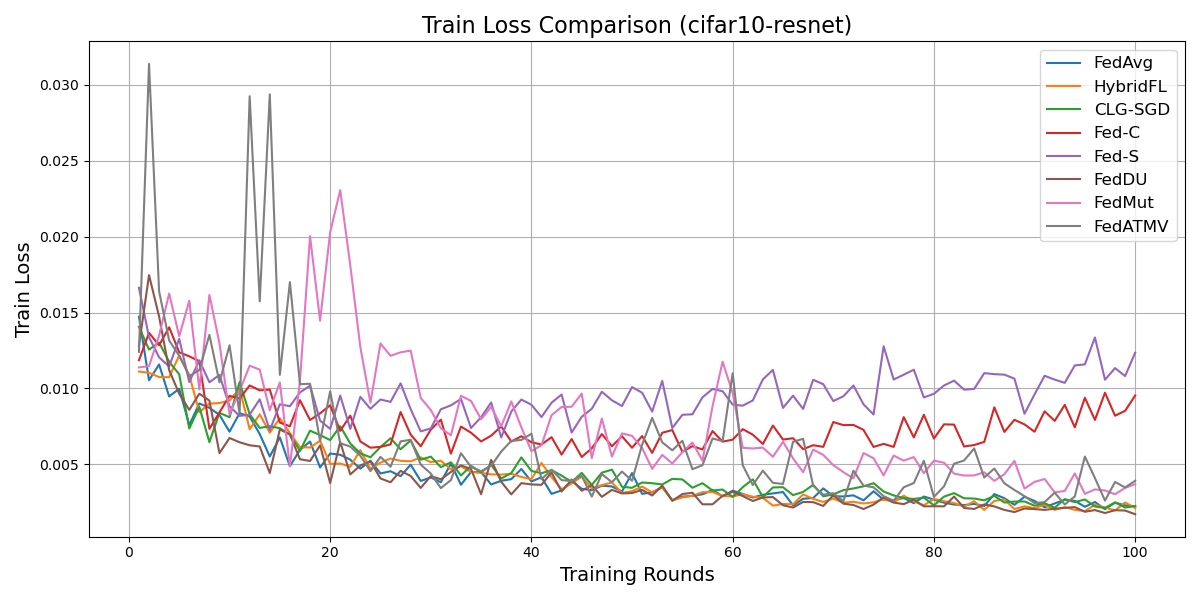 Train Loss Comparison (cifar10-resnet)
Train Loss
0.030
0.025
0.020
0.015
0.010
0.005
0
20
40
60
80
100
Training Rounds
FedAvg
HybridFL
CLG-SGD
Fed-C
Fed-S
FedDU
FedMut
FedATMV